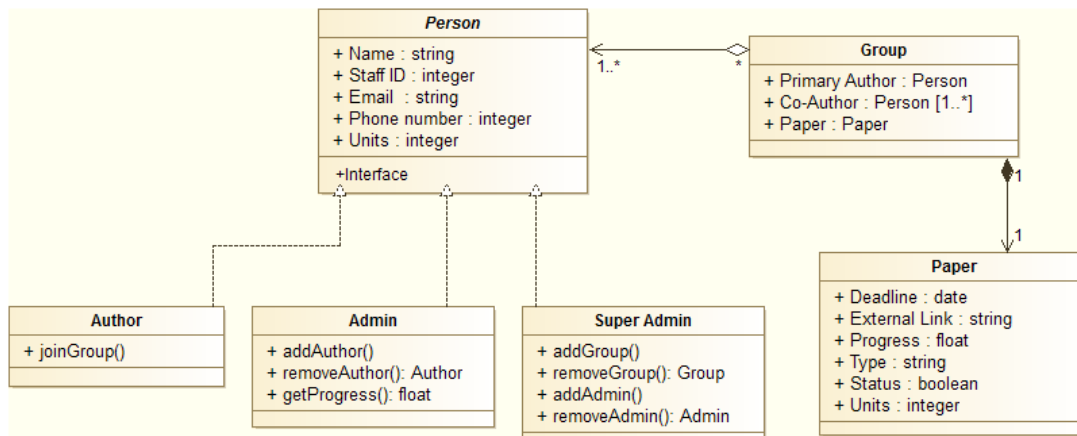 Person
+ Name : string
+ Staff ID : integer
+ Email : string
+ Phone number : integer
+ Units : integer
+Interface
1..*
*
Group
+ Primary Author : Person
+ Co-Author : Person [1..*]
+ Paper : Paper
1
1
Author
+ joinGroup()
Admin
+ addAuthor()
+ removeAuthor(): Author
+ getProgress(): float
Super Admin
+ addGroup()
+ removeGroup(): Group
+ addAdmin()
+ removeAdmin(): Admin
Paper
+ Deadline : date
+ External Link : string
+ Progress : float
+ Type : string
+ Status : boolean
+ Units : integer